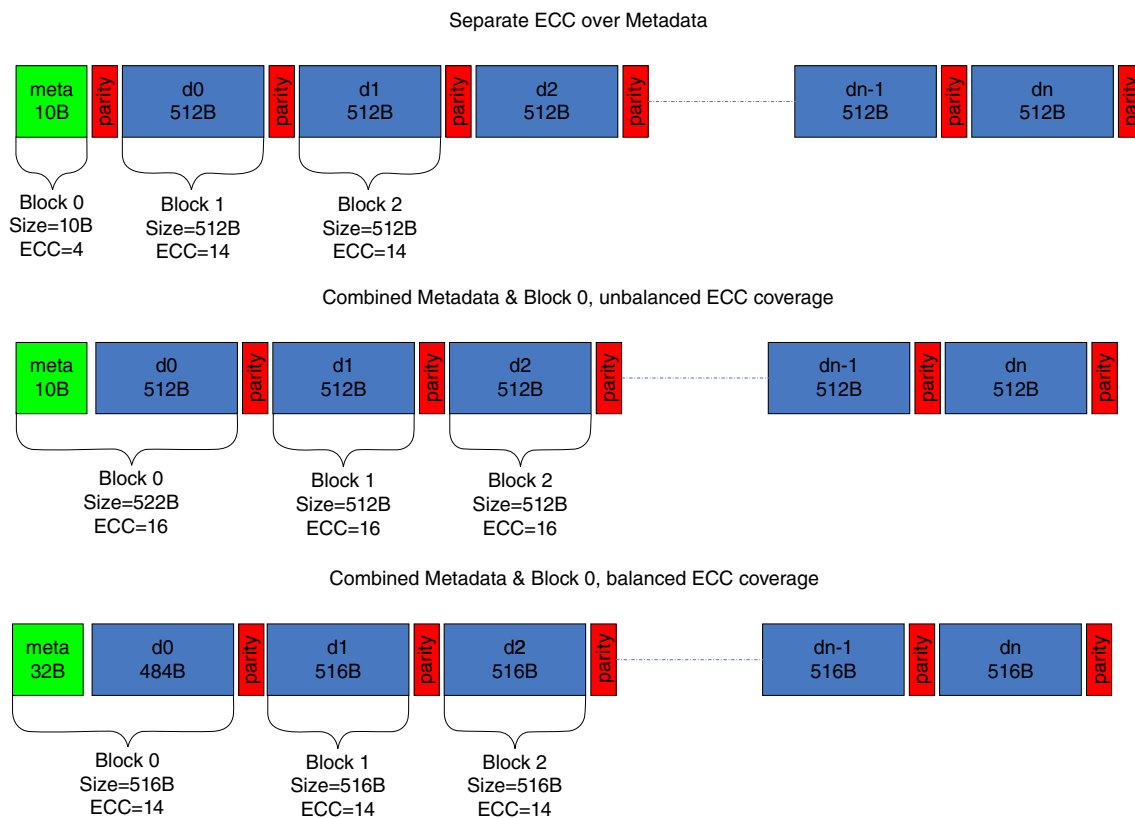 Separate ECC over Metadata
meta
10B
parity
d0
512B
parity
d1
512B
parity
d2
512B
parity
dn-1
512B
parity
dn
512B
parity
Block 0
Size=10B
ECC=4
Block 1
Size=512B
ECC=14
Block 2
Size=512B
ECC=14
Combined Metadata & Block 0, unbalanced ECC coverage
meta
10B
d0
512B
parity
d1
512B
parity
d2
512B
parity
dn-1
512B
parity
dn
512B
parity
Block 0
Size=522B
ECC=16
Block 1
Size=512B
ECC=16
Block 2
Size=512B
ECC=16
Combined Metadata & Block 0, balanced ECC coverage
meta
32B
d0
484B
parity
d1
516B
parity
d2
516B
parity
dn-1
516B
parity
dn
516B
parity
Block 0
Size=516B
ECC=14
Block 1
Size=516B
ECC=14
Block 2
Size=516B
ECC=14